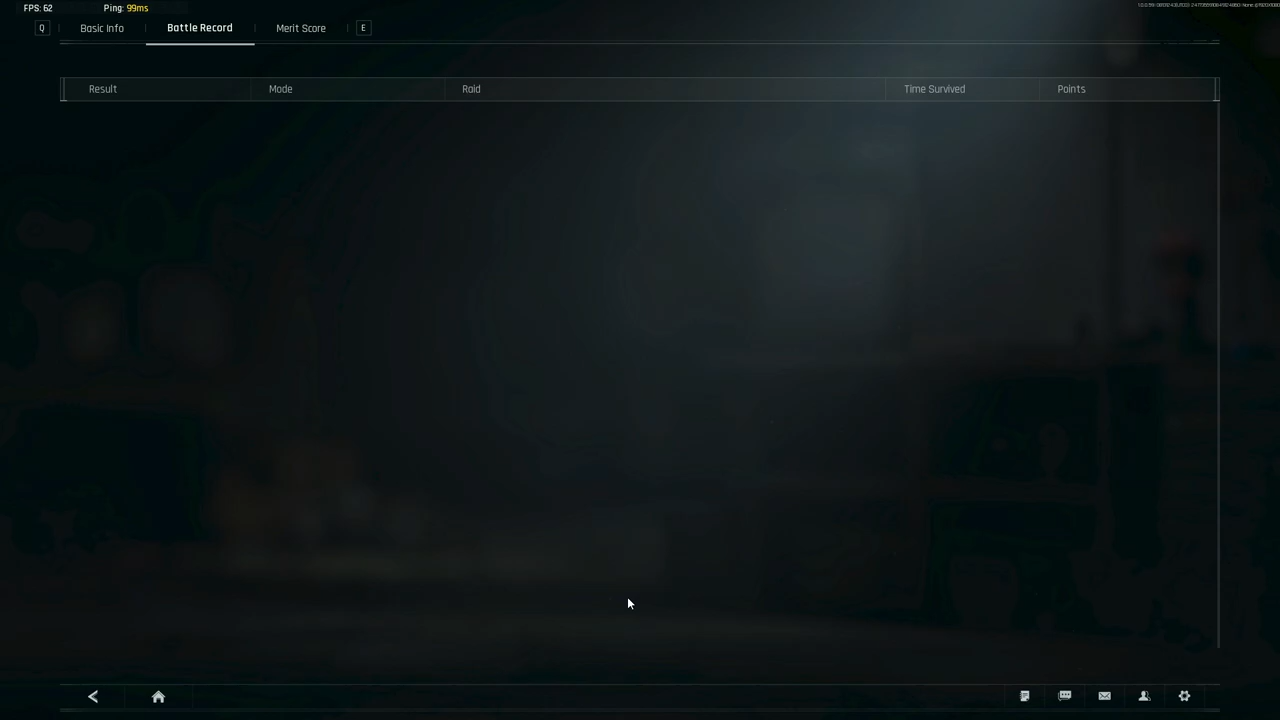 FPS: 62 Ping: 99ms
Q Basic Info Battle Record Merit Score E
Result Mode Raid Time Survived Points